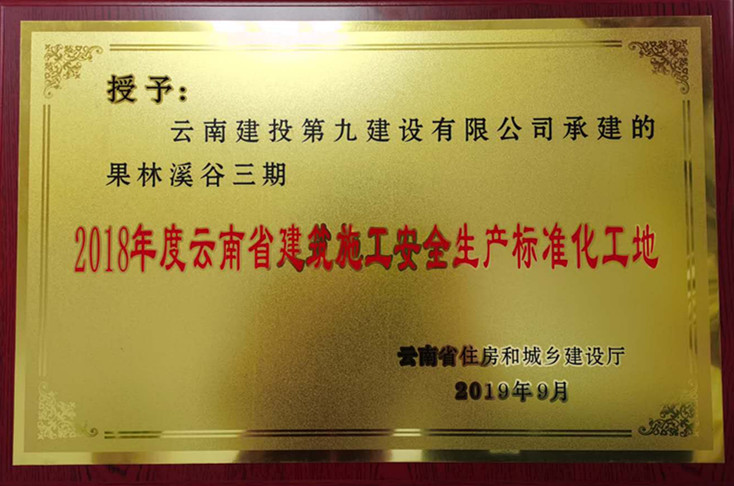 授予：
云南建投第九建设有限公司承建的
果林溪谷三期
2018年度云南省建筑施工安全生产标准化工地
云南省住房和城乡建设厅
2019年9月